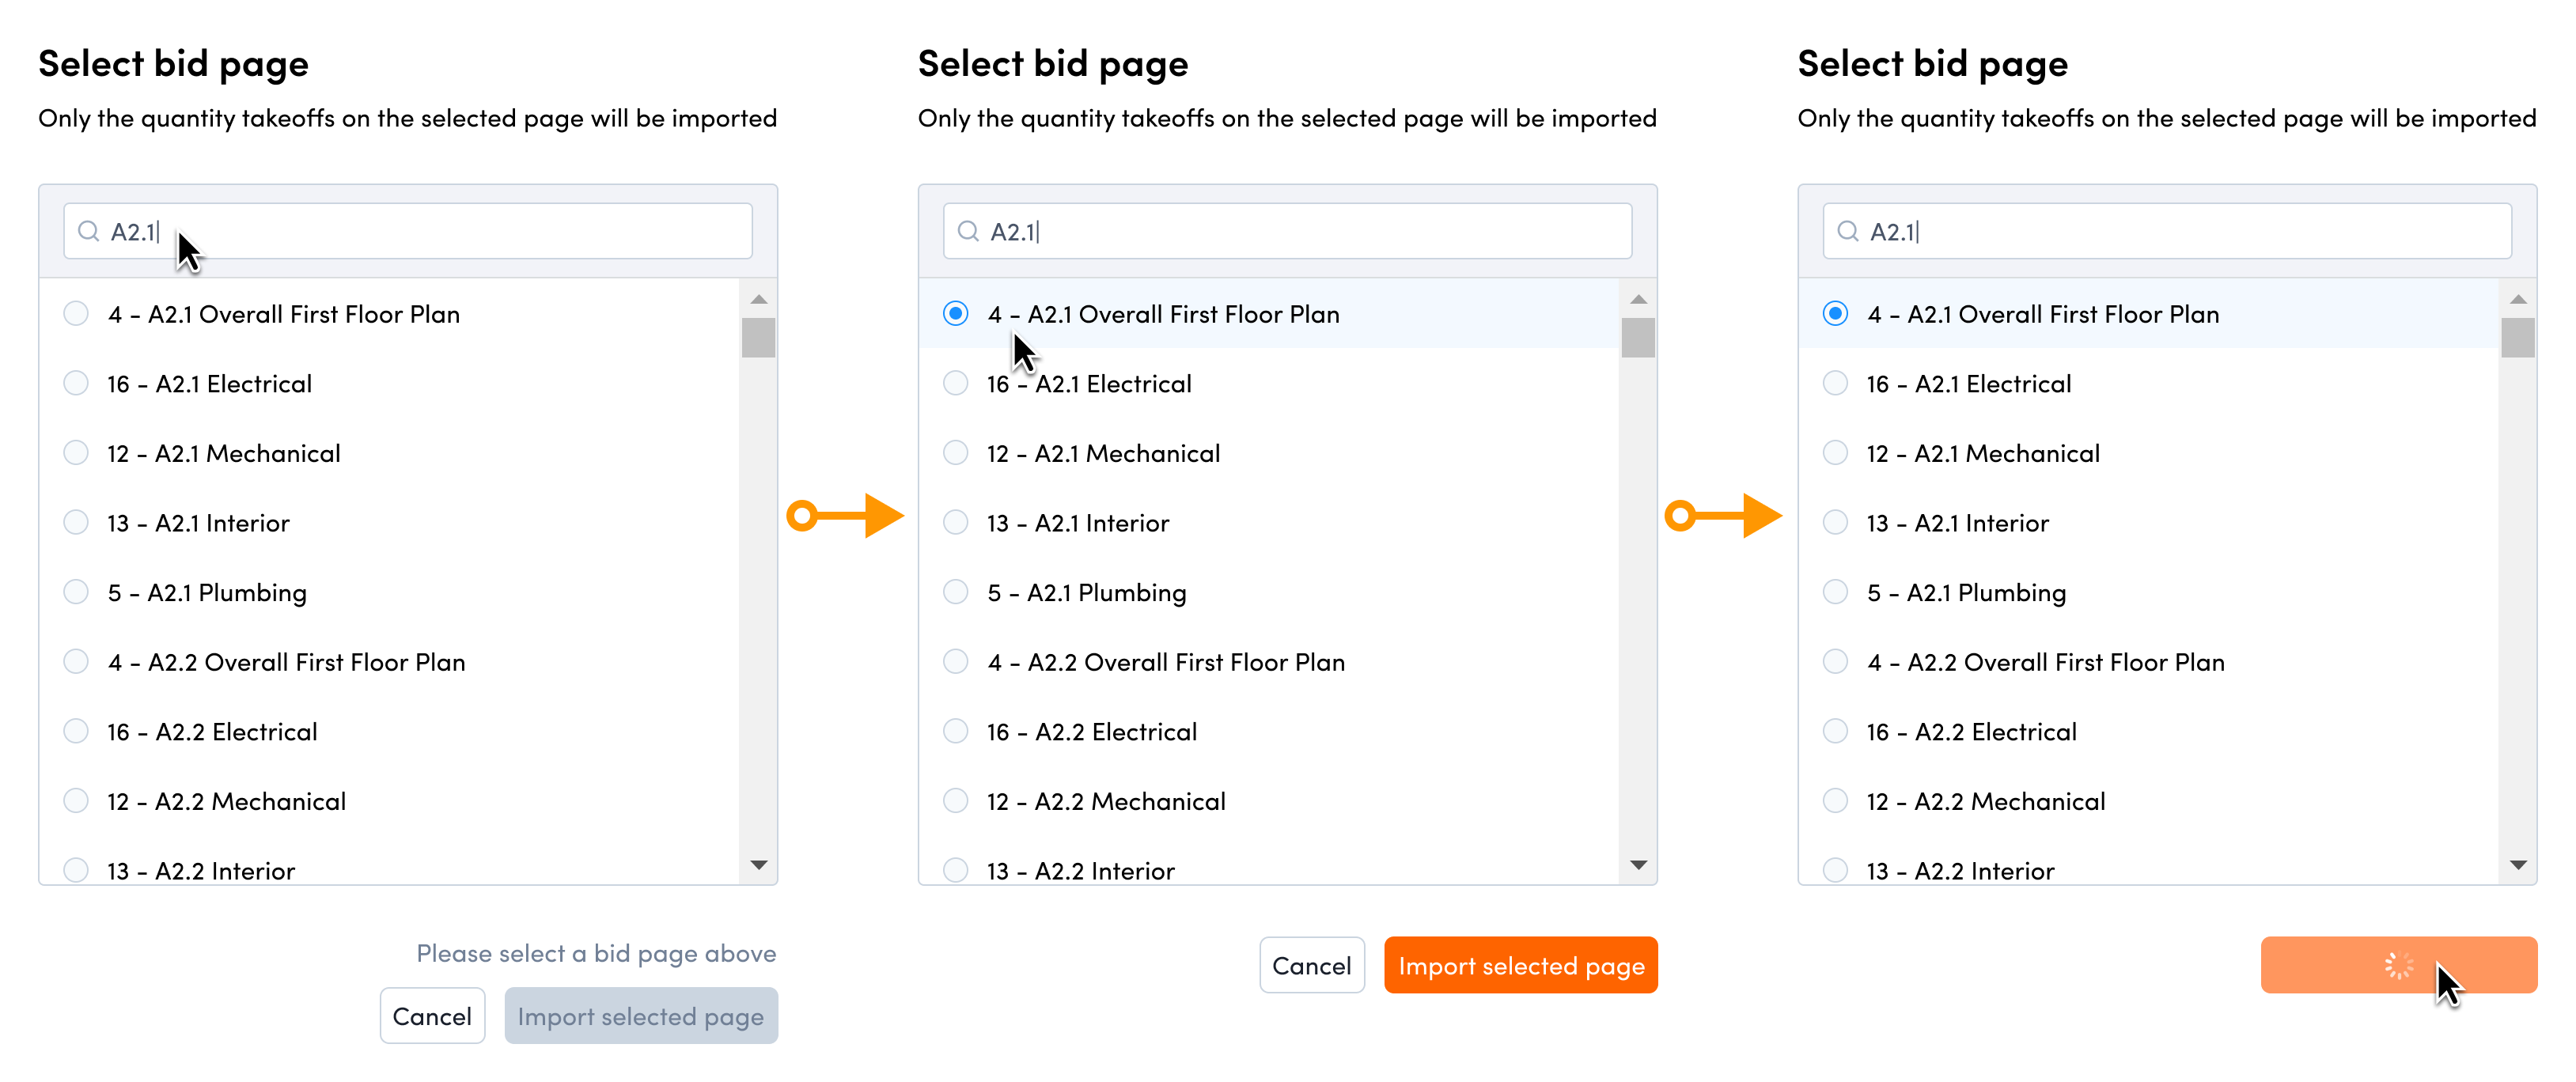 Select bid page
Only the quantity takeoffs on the selected page will be imported
A2.1
4 - A2.1 Overall First Floor Plan
16 - A2.1 Electrical
12 - A2.1 Mechanical
13 - A2.1 Interior
5 - A2.1 Plumbing
4 - A2.2 Overall First Floor Plan
16 - A2.2 Electrical
12 - A2.2 Mechanical
13 - A2.2 Interior
Please select a bid page above
Cancel
Import selected page
Select bid page
Only the quantity takeoffs on the selected page will be imported
A2.1
4 - A2.1 Overall First Floor Plan
16 - A2.1 Electrical
12 - A2.1 Mechanical
13 - A2.1 Interior
5 - A2.1 Plumbing
4 - A2.2 Overall First Floor Plan
16 - A2.2 Electrical
12 - A2.2 Mechanical
13 - A2.2 Interior
Cancel
Import selected page
Select bid page
Only the quantity takeoffs on the selected page will be imported
A2.1
4 - A2.1 Overall First Floor Plan
16 - A2.1 Electrical
12 - A2.1 Mechanical
13 - A2.1 Interior
5 - A2.1 Plumbing
4 - A2.2 Overall First Floor Plan
16 - A2.2 Electrical
12 - A2.2 Mechanical
13 - A2.2 Interior